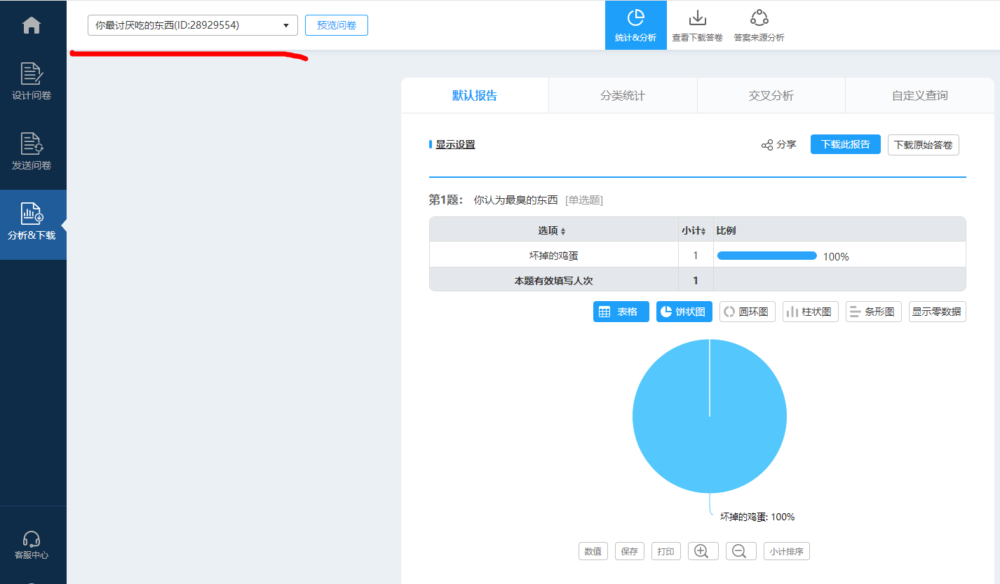 你最讨厌吃的东西(ID:28929554)
预览问卷
统计&分析
查看下载答卷
答案来源分析
设计问卷
发送问卷
分析&下载
客服中心
默认报告
分类统计
交叉分析
自定义查询
显示设置
分享
下载此报告
下载原始答卷
第1题： 你认为最臭的东西 [单选题]
选项 小计 比例
坏掉的鸡蛋 1 100%
本题有效填写人次 1
表格
饼状图
圆环图
柱状图
条形图
显示零数据
坏掉的鸡蛋: 100%
数值
保存
打印
小计排序